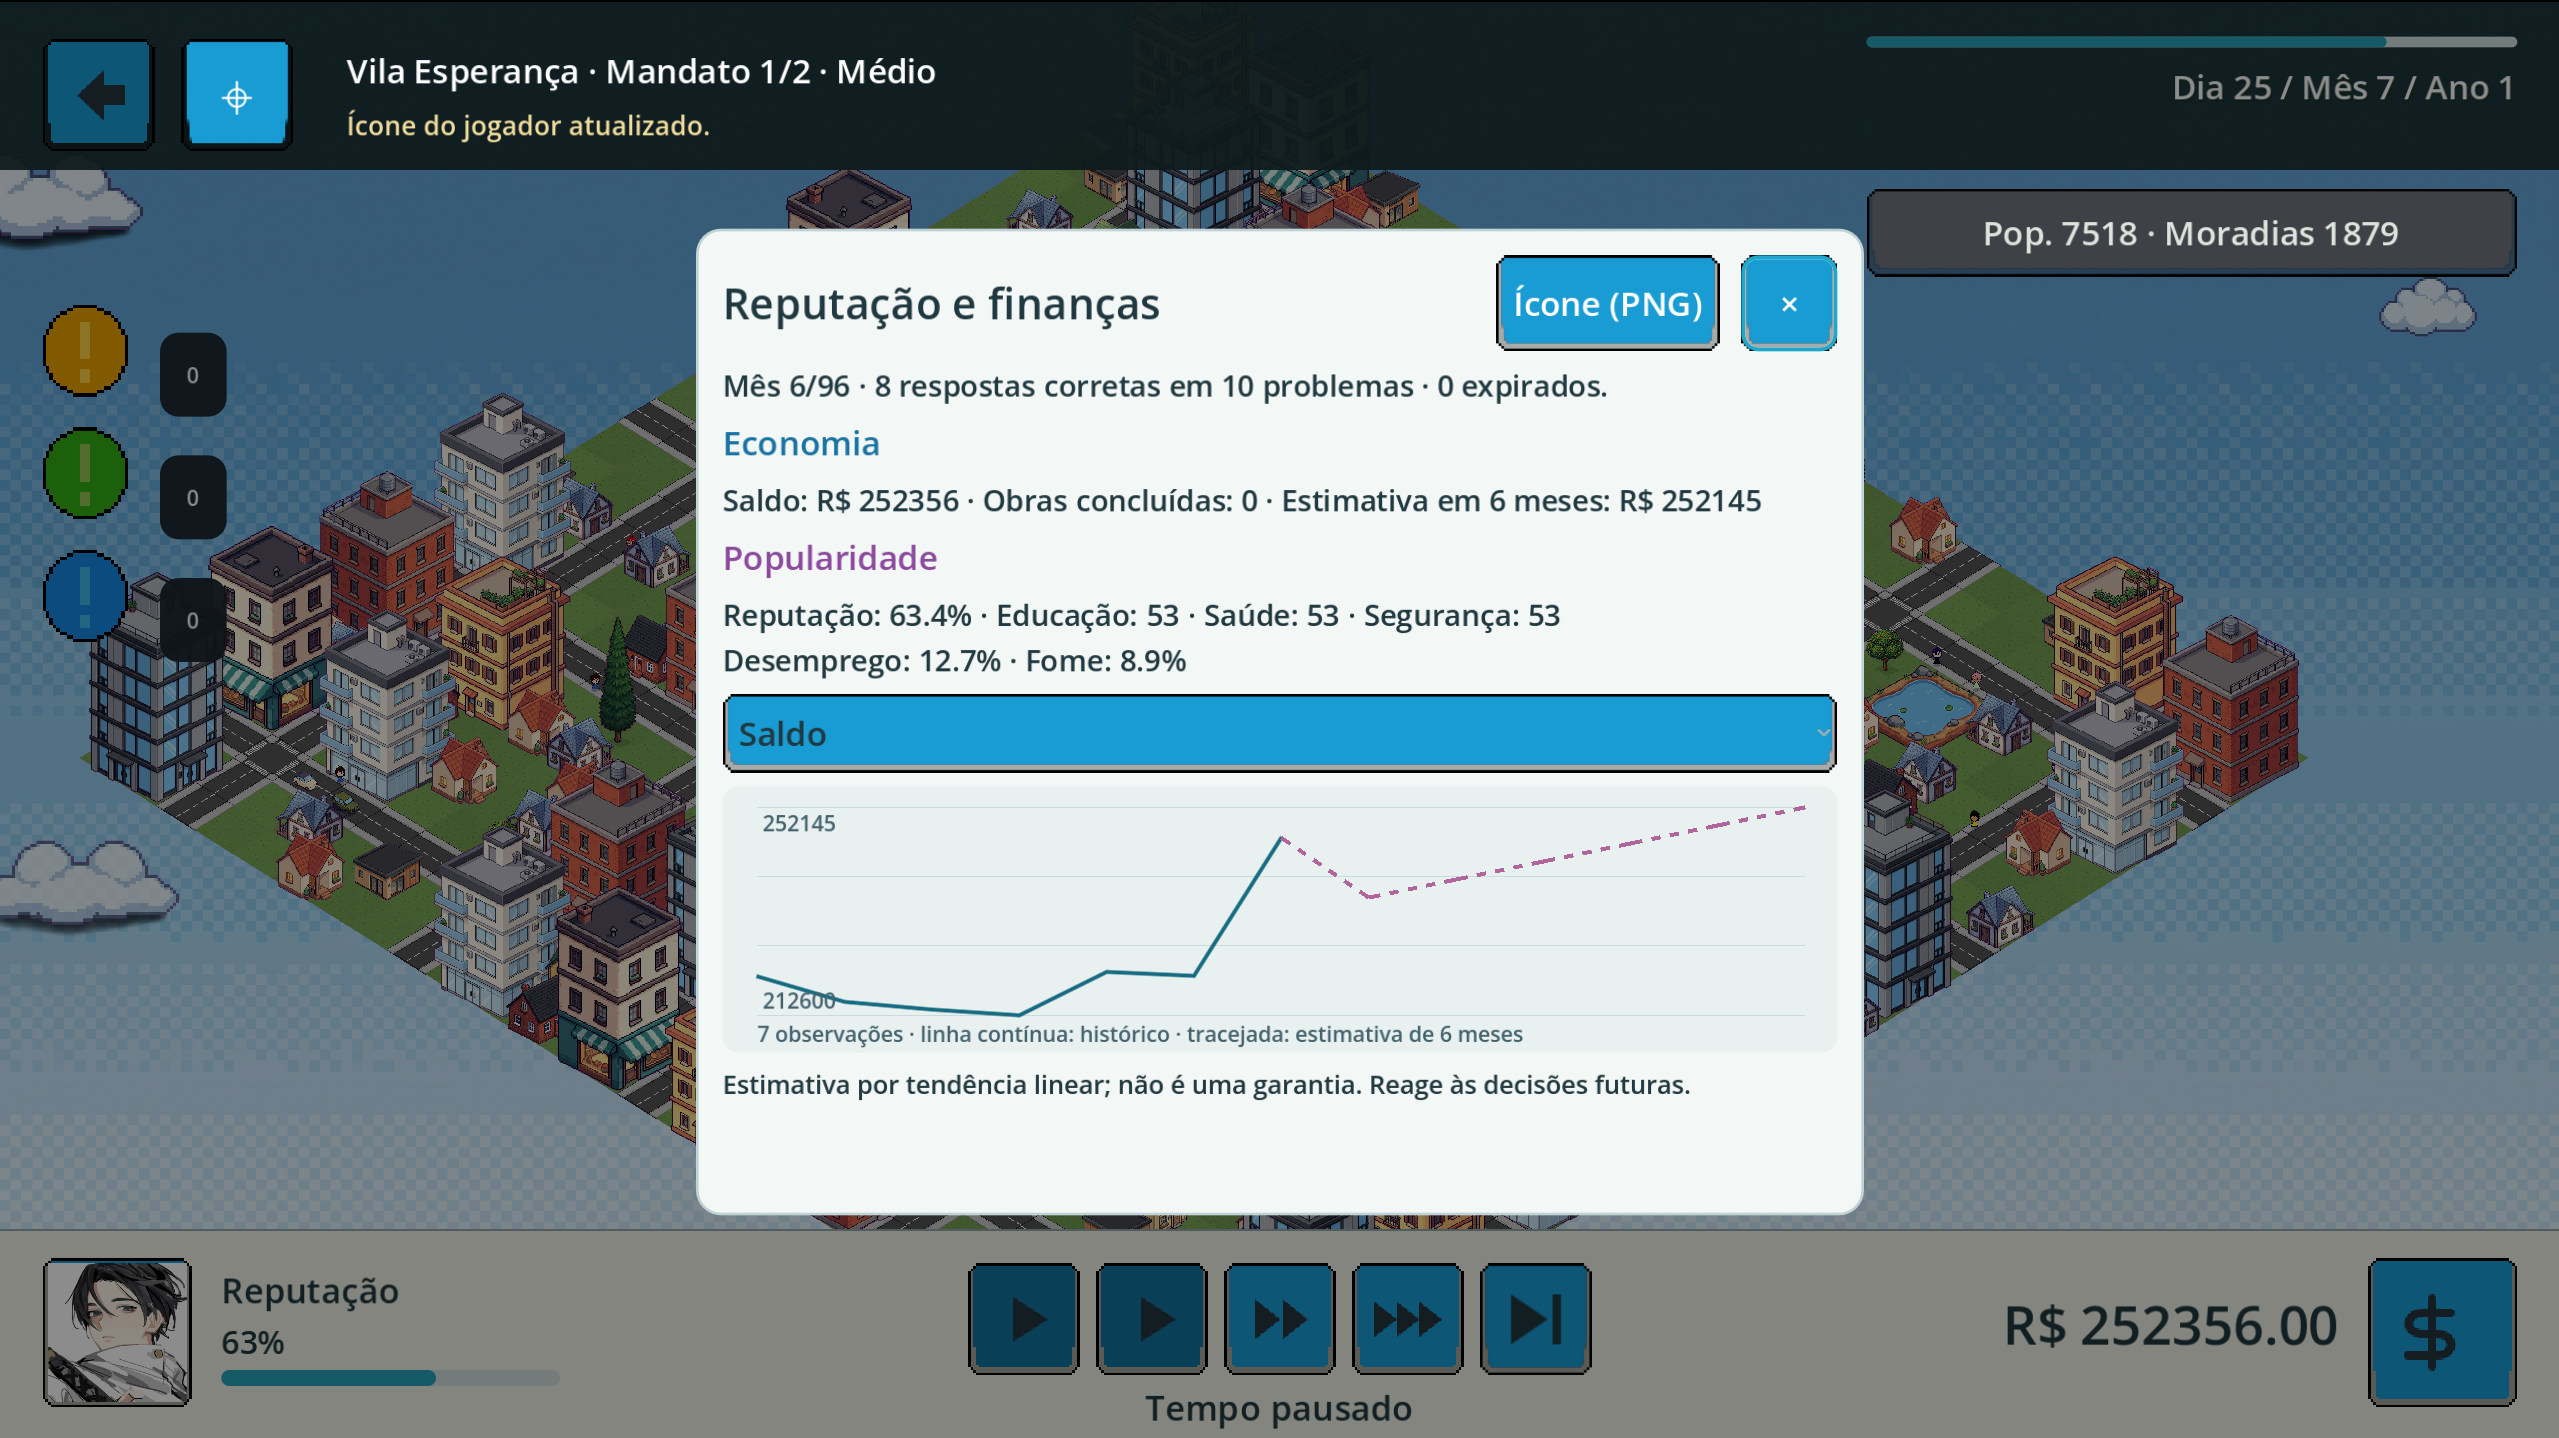 Vila Esperança · Mandato 1/2 · Médio
Ícone do jogador atualizado.
Dia 25 / Mês 7 / Ano 1
Pop. 7518 · Moradias 1879
0
0
0
Reputação e finanças
Ícone (PNG)
×
Mês 6/96 · 8 respostas corretas em 10 problemas · 0 expirados.
Economia
Saldo: R$ 252356 · Obras concluídas: 0 · Estimativa em 6 meses: R$ 252145
Popularidade
Reputação: 63.4% · Educação: 53 · Saúde: 53 · Segurança: 53
Desemprego: 12.7% · Fome: 8.9%
Saldo
252145
212600
7 observações · linha contínua: histórico · tracejada: estimativa de 6 meses
Estimativa por tendência linear; não é uma garantia. Reage às decisões futuras.
Reputação
63%
Tempo pausado
R$ 252356.00
$